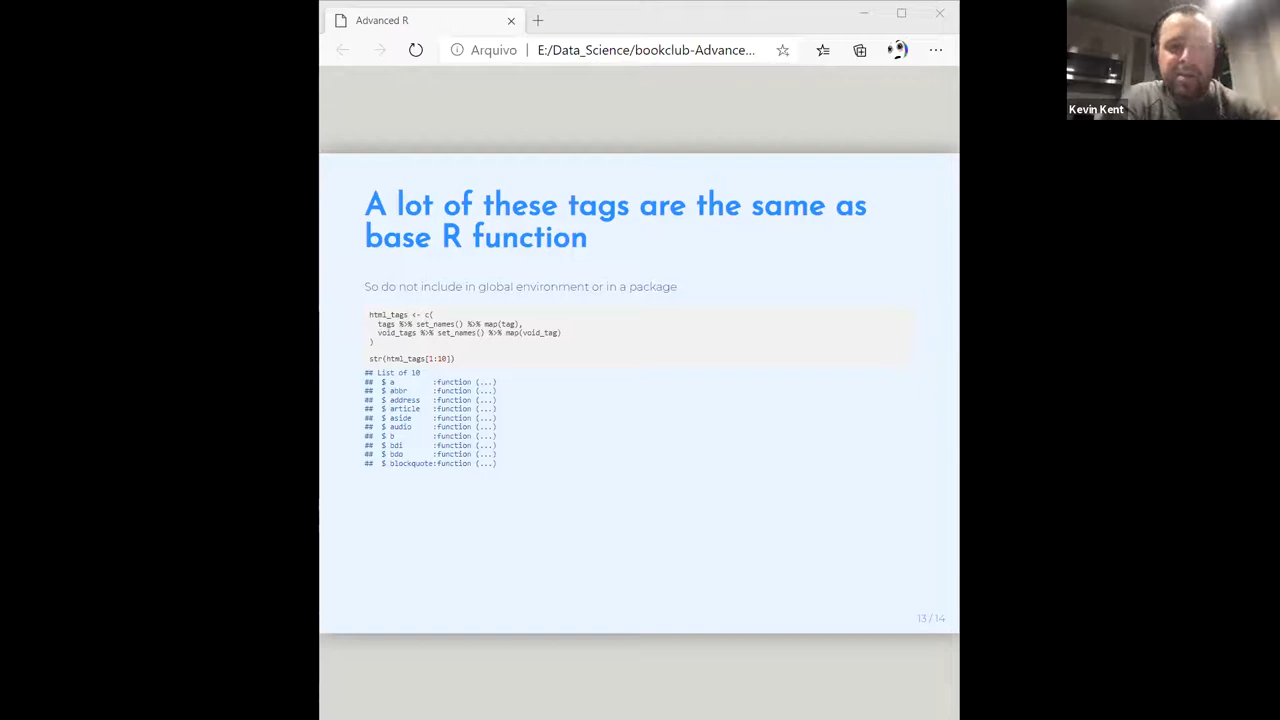 Advanced R
Arquivo
E:/Data_Science/bookclub-Advance...
Kevin Kent
A lot of these tags are the same as
base R function
So do not include in global environment or in a package
html_tags <- c(
  tags %>% set_names() %>% map(tag),
  void_tags %>% set_names() %>% map(void_tag)
)
str(html_tags[1:10])
## List of 10
##  $ a         :function (...)
##  $ abbr      :function (...)
##  $ address   :function (...)
##  $ article   :function (...)
##  $ aside     :function (...)
##  $ audio     :function (...)
##  $ b         :function (...)
##  $ bdi       :function (...)
##  $ bdo       :function (...)
##  $ blockquote:function (...)
13 / 14